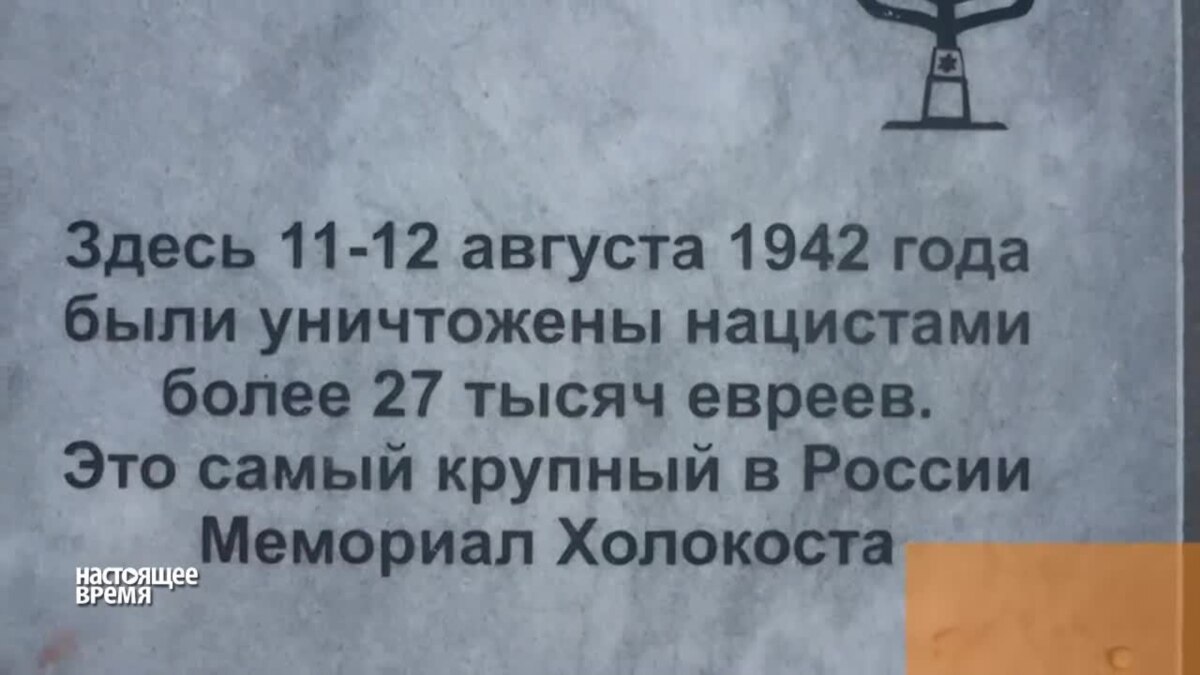 Здесь 11-12 августа 1942 года
были уничтожены нацистами
более 27 тысяч евреев.
Это самый крупный в России
Мемориал Холокоста
настоящее
время